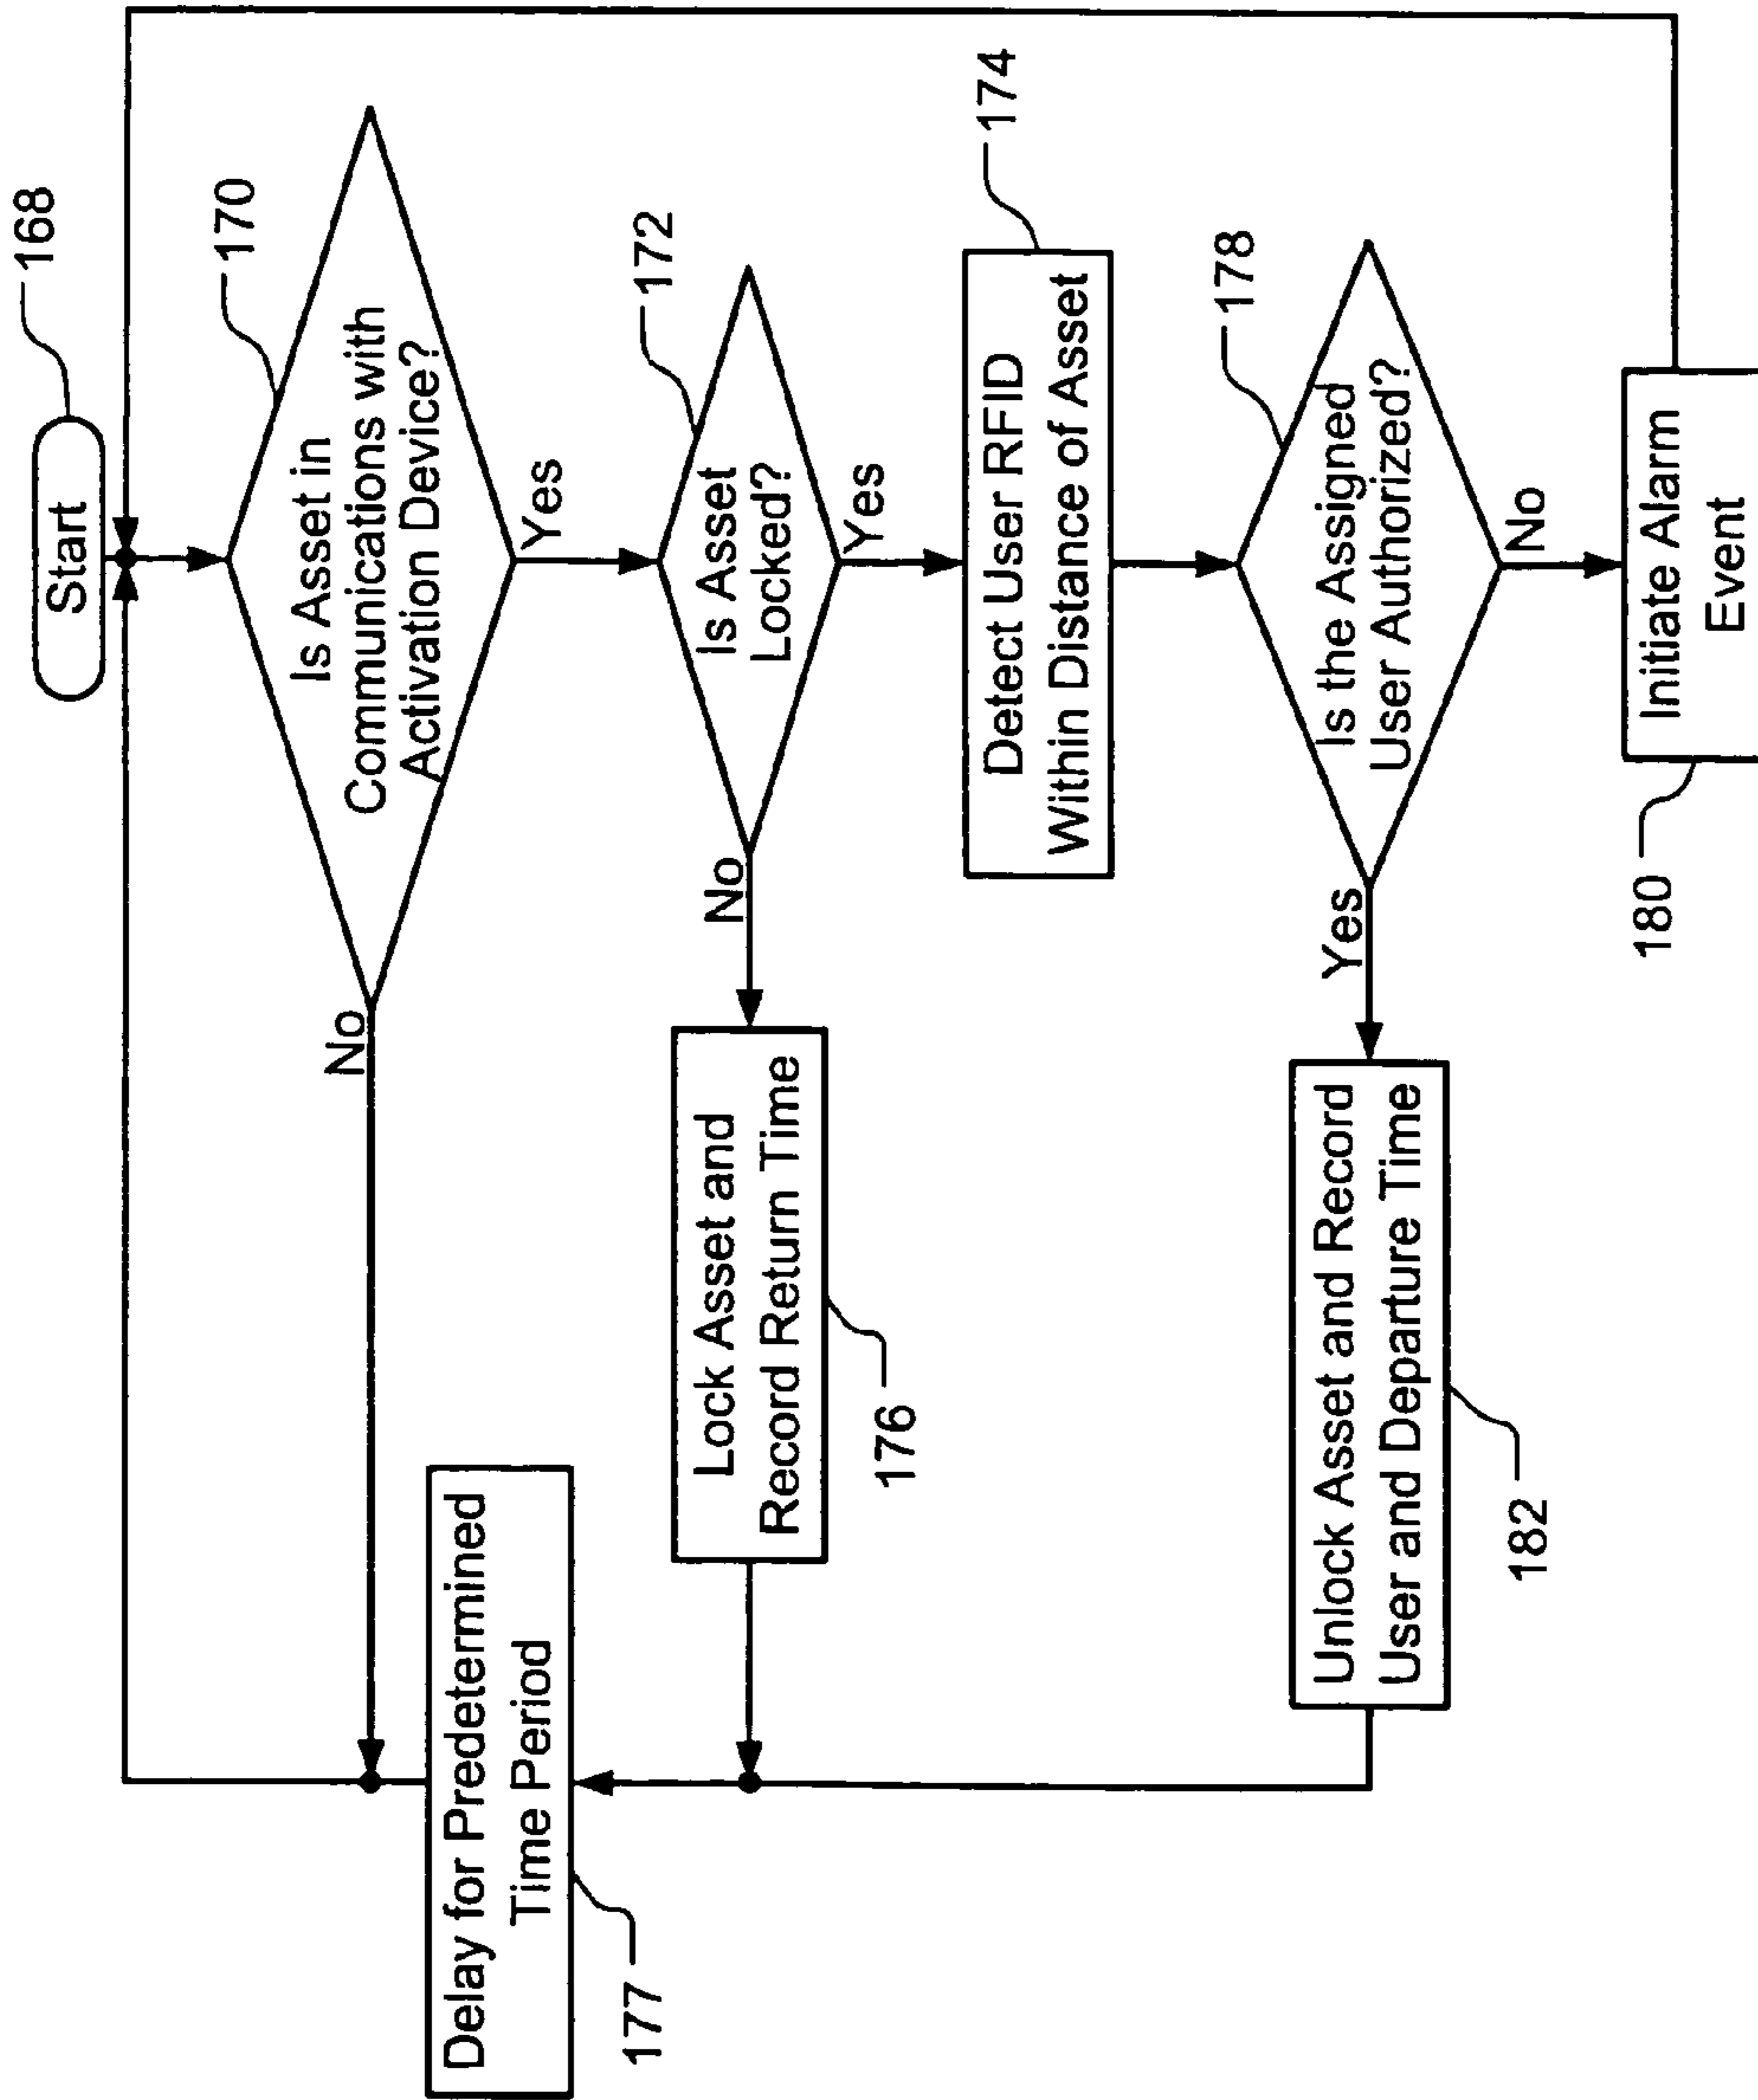 Start
168
Is Asset in
Communications with
Activation Device?
170
No
Yes
Is Asset
Locked?
172
No
Yes
Delay for Predetermined
Time Period
177
Lock Asset and
Record Return Time
176
Detect User RFID
Within Distance of Asset
174
Is the Assigned
User Authorized?
178
Yes
No
Unlock Asset and Record
User and Departure Time
182
Initiate Alarm
Event
180